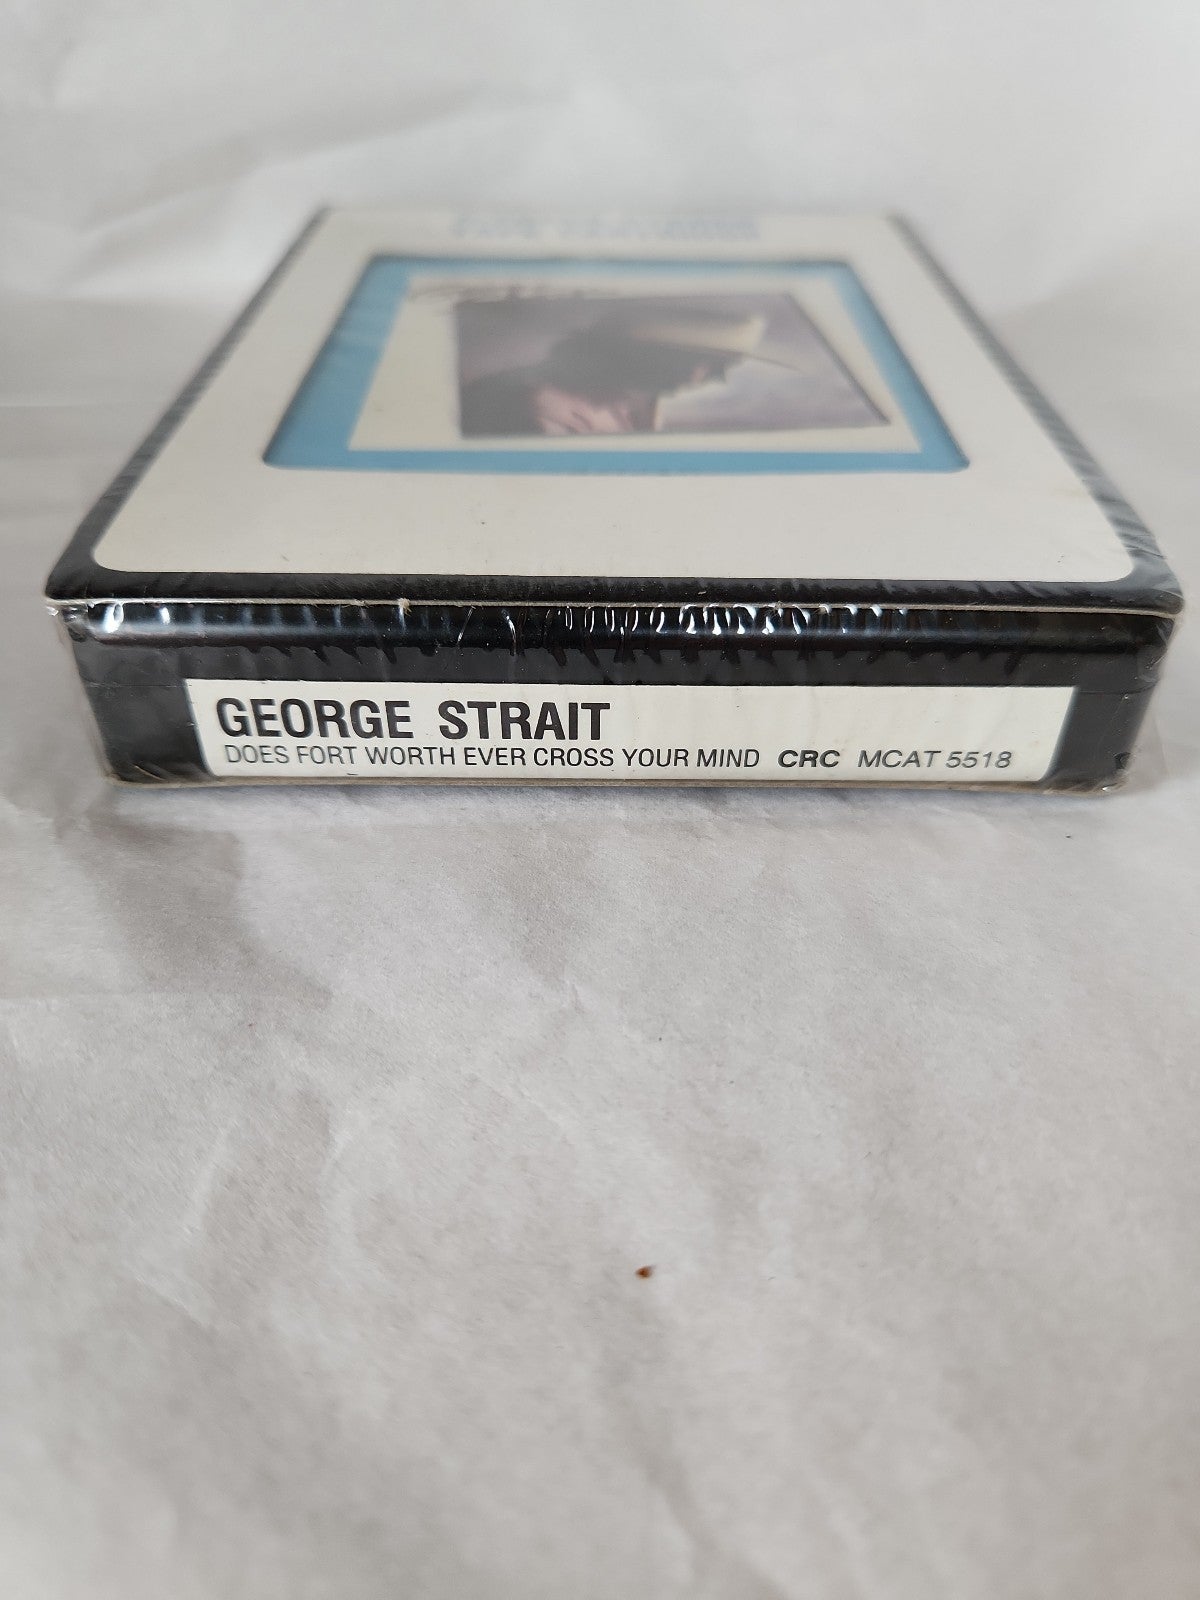 GEORGE STRAIT
DOES FORT WORTH EVER CROSS YOUR MIND CRC MCAT 5518